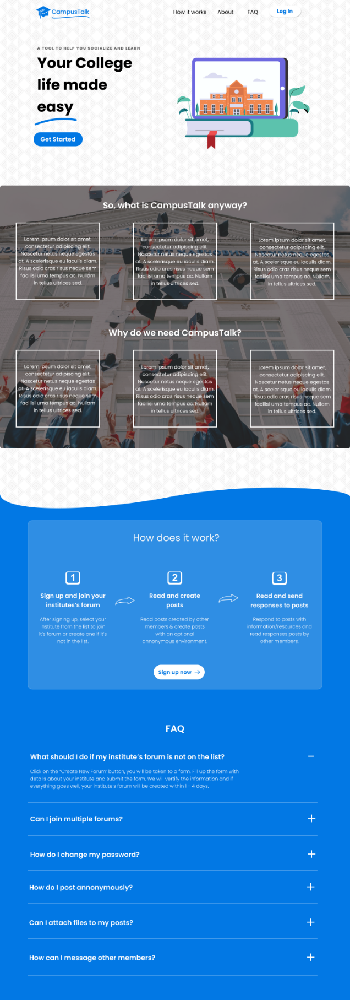 CampusTalk
How it works
About
FAQ
Log In
A TOOL TO HELP YOU SOCIALIZE AND LEARN
Your College
life made
easy
Get Started
So, what is CampusTalk anyway?
Lorem ipsum dolor sit amet,
consectetur adipiscing elit.
Nascetur netus neque egestas
at. A scelerisque eu iaculis diam.
Risus odio cras risus neque sem
facilisi urna tempus ac. Nullam
in tellus ultrices sed.
Lorem ipsum dolor sit amet,
consectetur adipiscing elit.
Nascetur netus neque egestas
at. A scelerisque eu iaculis diam.
Risus odio cras risus neque sem
facilisi urna tempus ac. Nullam
in tellus ultrices sed.
Lorem ipsum dolor sit amet,
consectetur adipiscing elit.
Nascetur netus neque egestas
at. A scelerisque eu iaculis diam.
Risus odio cras risus neque sem
facilisi urna tempus ac. Nullam
in tellus ultrices sed.
Why do we need CampusTalk?
Lorem ipsum dolor sit amet,
consectetur adipiscing elit.
Nascetur netus neque egestas
at. A scelerisque eu iaculis diam.
Risus odio cras risus neque sem
facilisi urna tempus ac. Nullam
in tellus ultrices sed.
Lorem ipsum dolor sit amet,
consectetur adipiscing elit.
Nascetur netus neque egestas
at. A scelerisque eu iaculis diam.
Risus odio cras risus neque sem
facilisi urna tempus ac. Nullam
in tellus ultrices sed.
Lorem ipsum dolor sit amet,
consectetur adipiscing elit.
Nascetur netus neque egestas
at. A scelerisque eu iaculis diam.
Risus odio cras risus neque sem
facilisi urna tempus ac. Nullam
in tellus ultrices sed.
How does it work?
1
Sign up and join your
institutes's forum
After signing up, select your
institute from the list to join
it's forum or create one if it's
not in the list.
2
Read and create
posts
Read posts created by other
members & create posts
with an optional
annonymous environment.
3
Read and send
responses to posts
Respond to posts with
information/resources and
read responses posts by
other members.
Sign up now
FAQ
What should I do if my institute's forum is not on the list?
Click on the "Create New Forum' button, you will be taken to a form. Fill up the form with
details about your institute and submit the form. We will vertify the information and if
everything goes well, your institute's forum will be created within 1 - 4 days.
Can I join multiple forums?
How do I change my password?
How do I post annonymously?
Can I attach files to my posts?
How can I message other members?